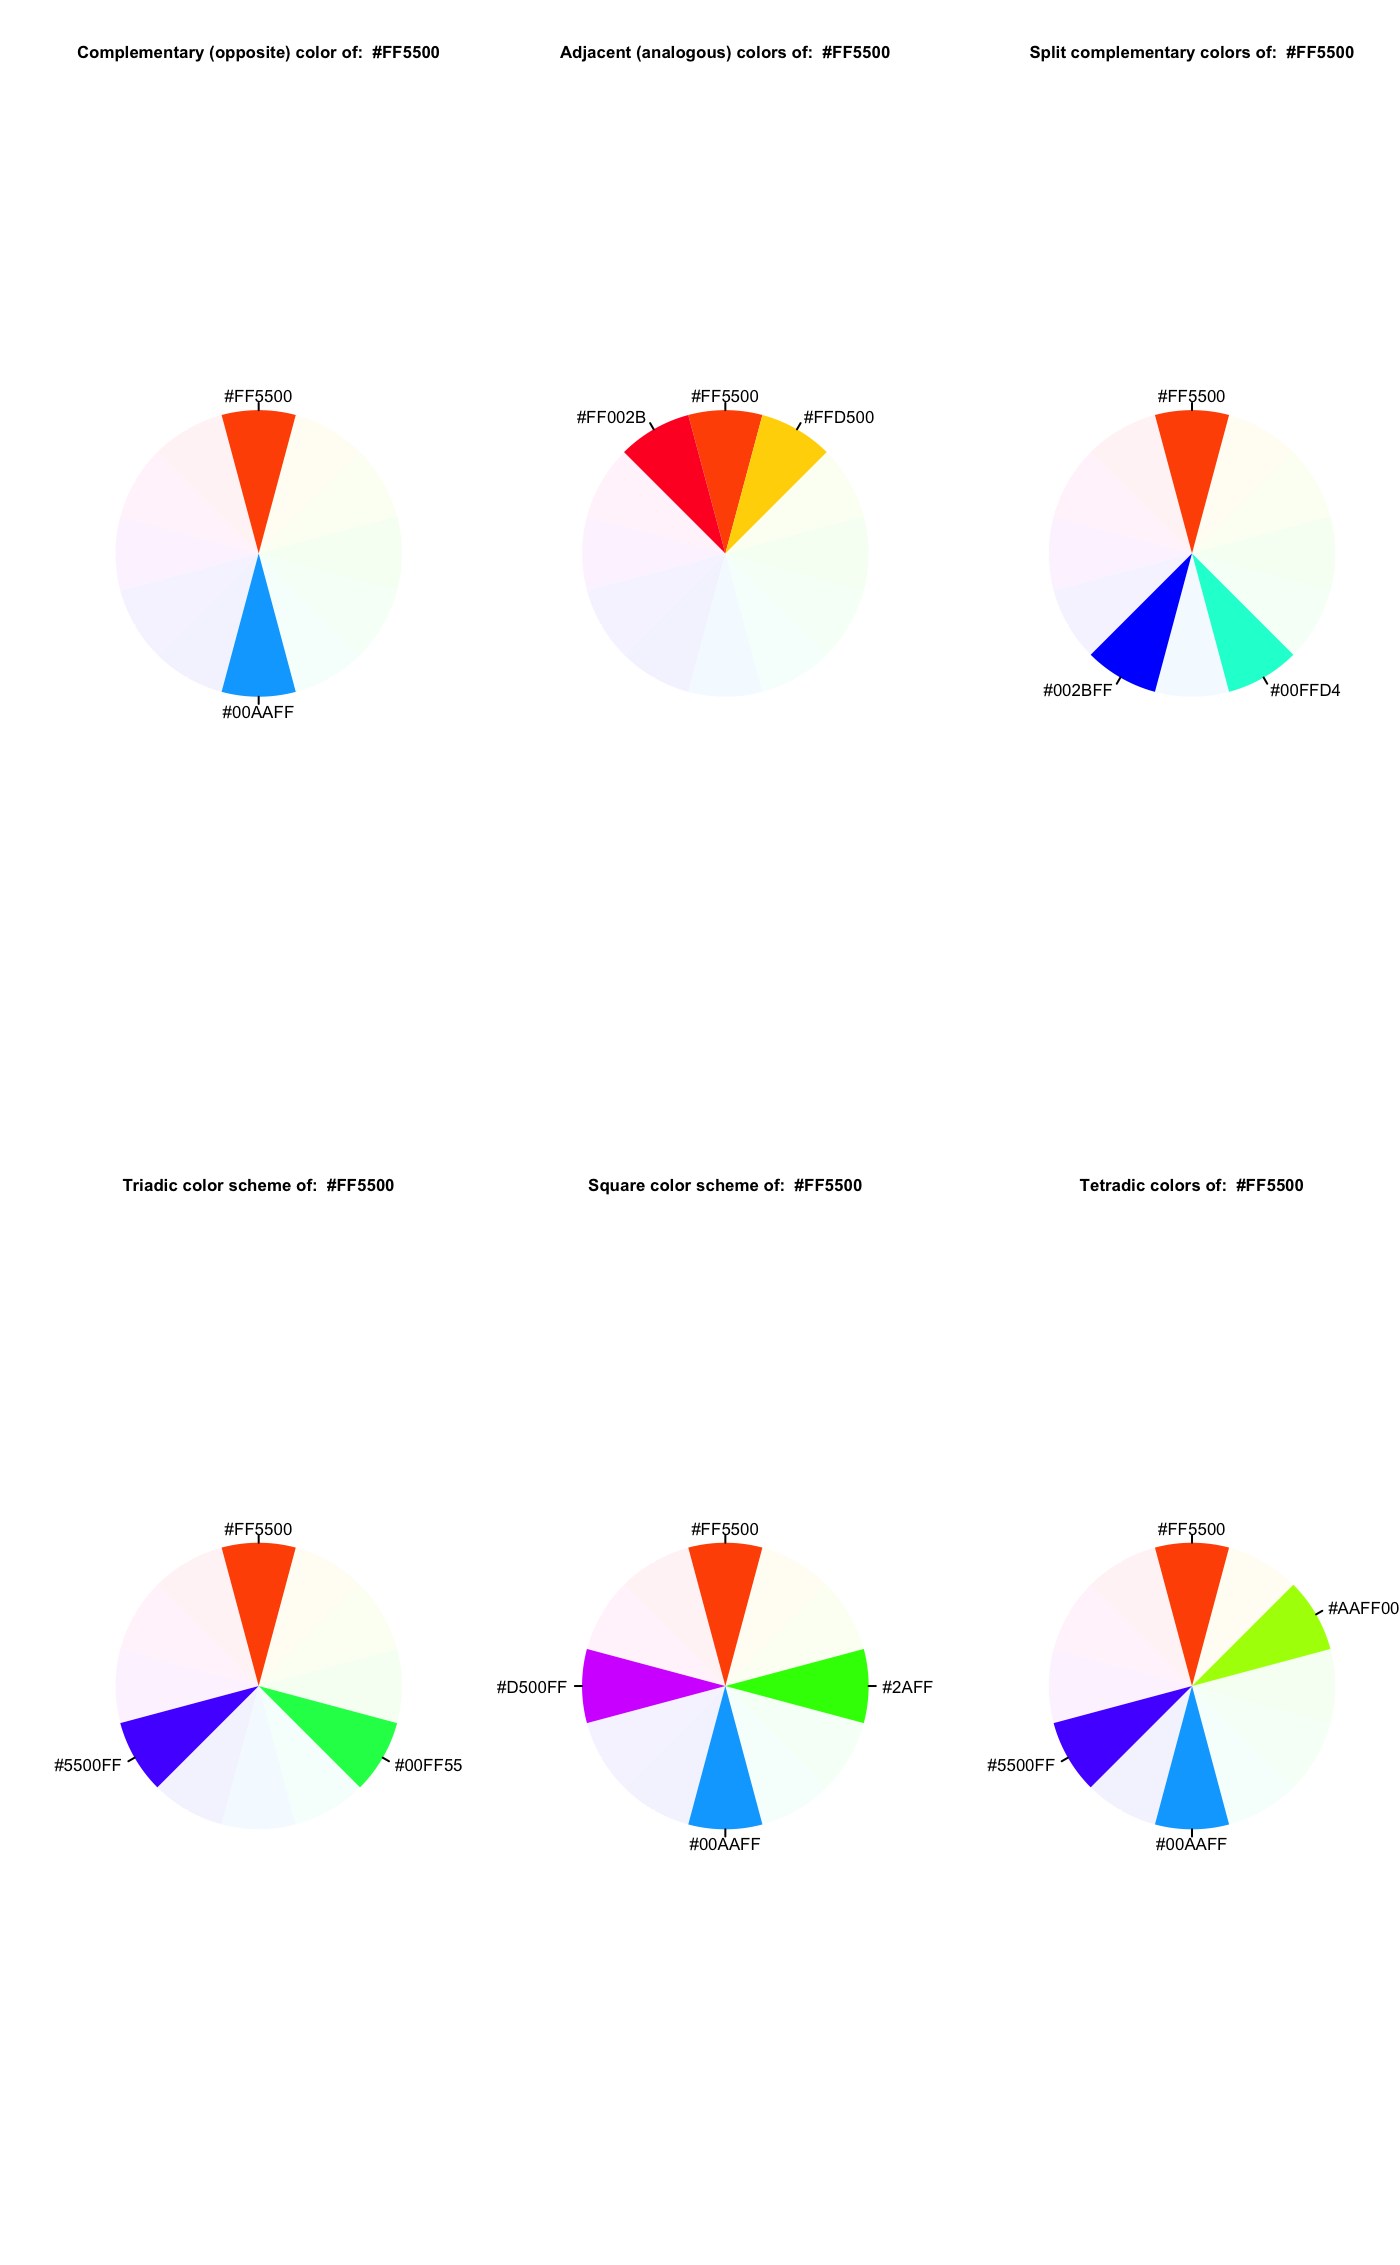 Complementary (opposite) color of:  #FF5500
#FF5500
#00AAFF
Adjacent (analogous) colors of:  #FF5500
#FF5500
#FF002B
#FFD500
Split complementary colors of:  #FF5500
#FF5500
#002BFF
#00FFD4
Triadic color scheme of:  #FF5500
#FF5500
#5500FF
#00FF55
Square color scheme of:  #FF5500
#FF5500
#D500FF
#2AFF
#00AAFF
Tetradic colors of:  #FF5500
#FF5500
#AAFF00
#5500FF
#00AAFF